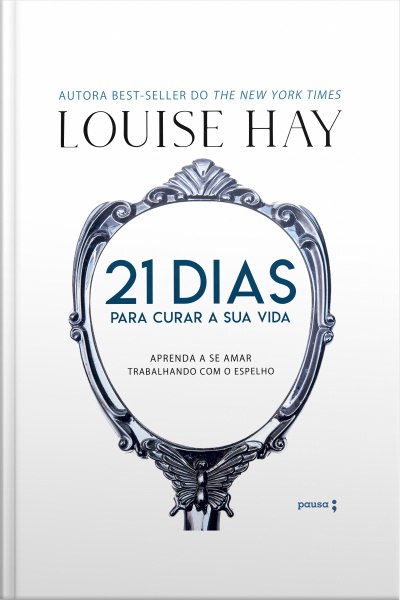 AUTORA BEST-SELLER DO THE NEW YORK TIMES
LOUISE HAY
21 DIAS
PARA CURAR A SUA VIDA
APRENDA A SE AMAR
TRABALHANDO COM O ESPELHO
pausa;